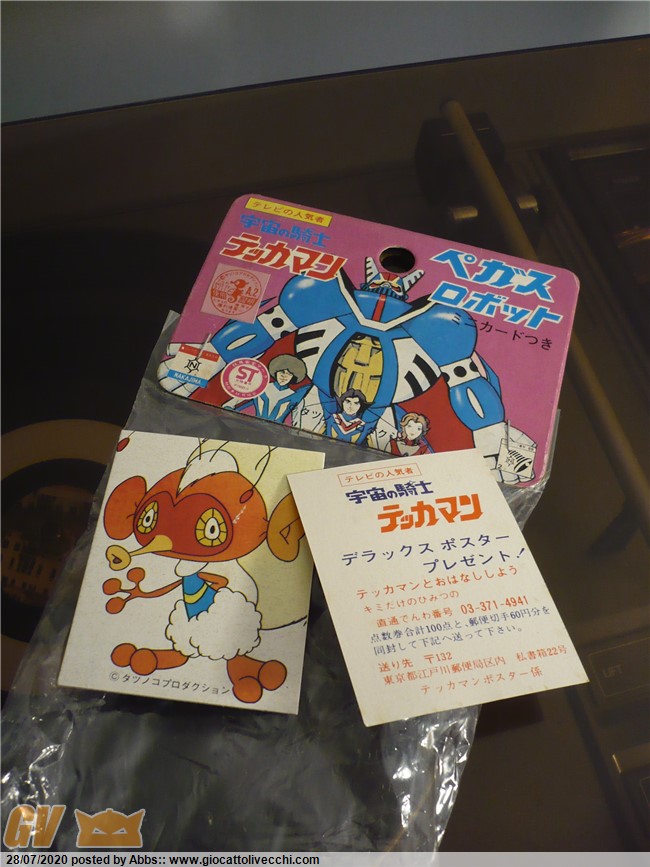 テレビの人気者
宇宙の騎士
テッカマン
ペガス
ロボット
カードつき
NAKAJIMA
ST
タツ
ク
© タツノコプロダクション
テレビの人気者
宇宙の騎士
テッカマン
デラックス ポスター
プレゼント!
テッカマンとおはなししよう
キミだけのひみつの
直通でんわ番号 03-371-4941
点数券合計100点と、郵便切手60円分を
同封して下記へ送って下さい。
送り先 〒132
東京都江戸川郵便局区内 私書箱22号
テッカマンポスター係
GV
28/07/2020 posted by Abbs:: www.giocattolivecchi.com